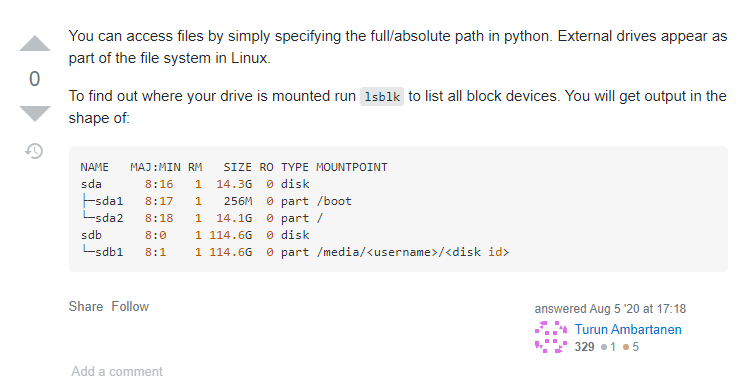 You can access files by simply specifying the full/absolute path in python. External drives appear as
part of the file system in Linux.
0
To find out where your drive is mounted run lsblk to list all block devices. You will get output in the
shape of:
NAME   MAJ:MIN RM   SIZE RO TYPE MOUNTPOINT
sda      8:16   1  14.3G  0 disk
├─sda1   8:17   1   256M  0 part /boot
└─sda2   8:18   1  14.1G  0 part /
sdb      8:0    1 114.6G  0 disk
└─sdb1   8:1    1 114.6G  0 part /media/<username>/<disk id>
Share Follow
answered Aug 5 '20 at 17:18
Turun Ambartanen
329 ●1 ●5
Add a comment